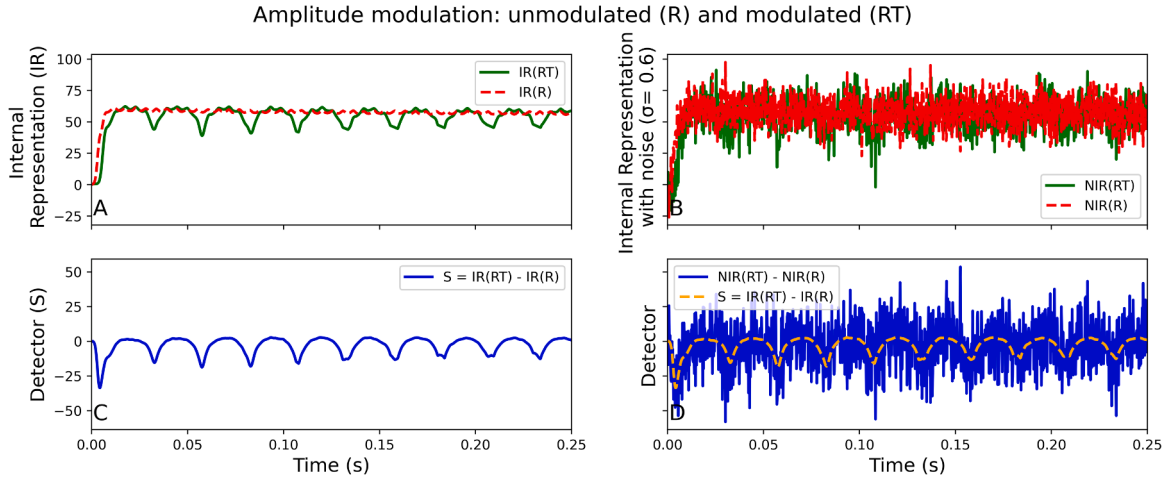 Amplitude modulation: unmodulated (R) and modulated (RT)
Internal
Representation (IR)
100
75
50
25
0
−25
IR(RT)
IR(R)
A
Internal Representation
with noise (σ= 0.6)
NIR(RT)
NIR(R)
B
Detector (S)
50
25
0
−25
−50
S = IR(RT) - IR(R)
C
0.00 0.05 0.10 0.15 0.20 0.25
Time (s)
Detector
NIR(RT) - NIR(R)
S = IR(RT) - IR(R)
D
0.00 0.05 0.10 0.15 0.20 0.25
Time (s)